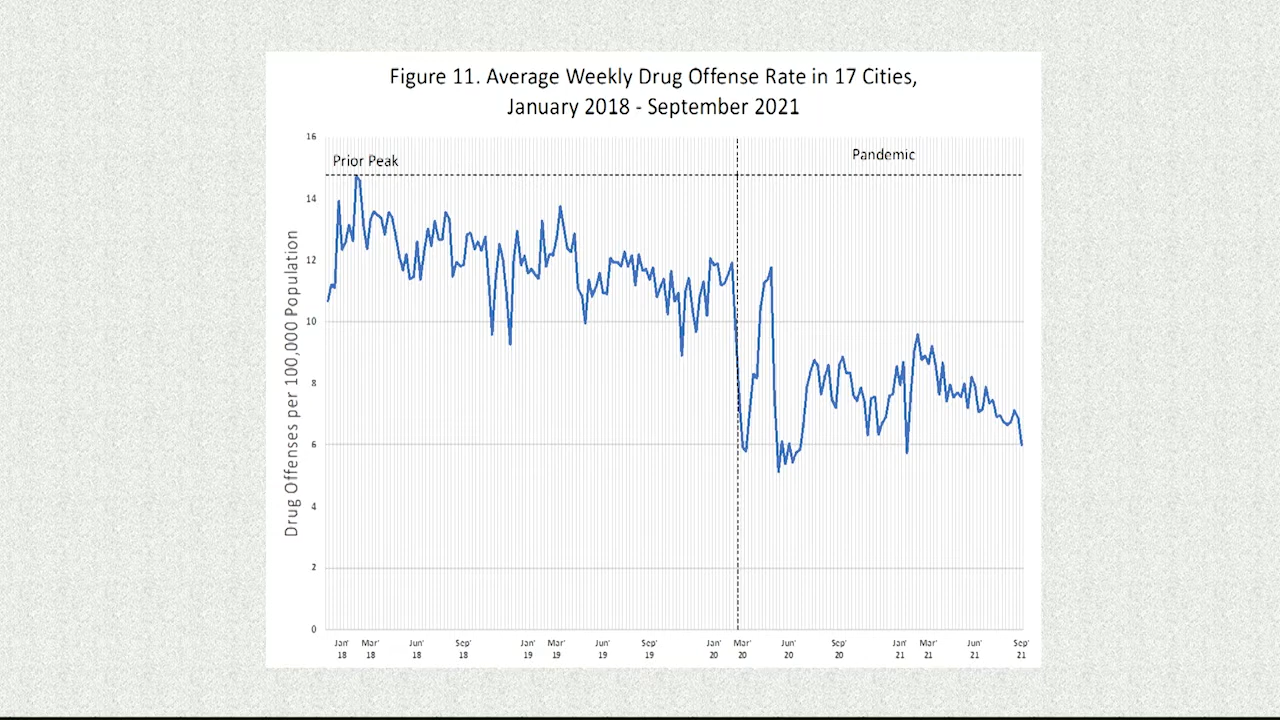 Figure 11. Average Weekly Drug Offense Rate in 17 Cities,
January 2018 - September 2021
Prior Peak
Pandemic
Drug Offenses per 100,000 Population
16
14
12
10
8
6
4
2
0
Jan' Mar' Jun' Sep' Jan' Mar' Jun' Sep' Jan' Mar' Jun' Sep' Jan' Mar' Jun' Sep'
18 18 18 18 19 19 19 19 20 20 20 20 21 21 21 21